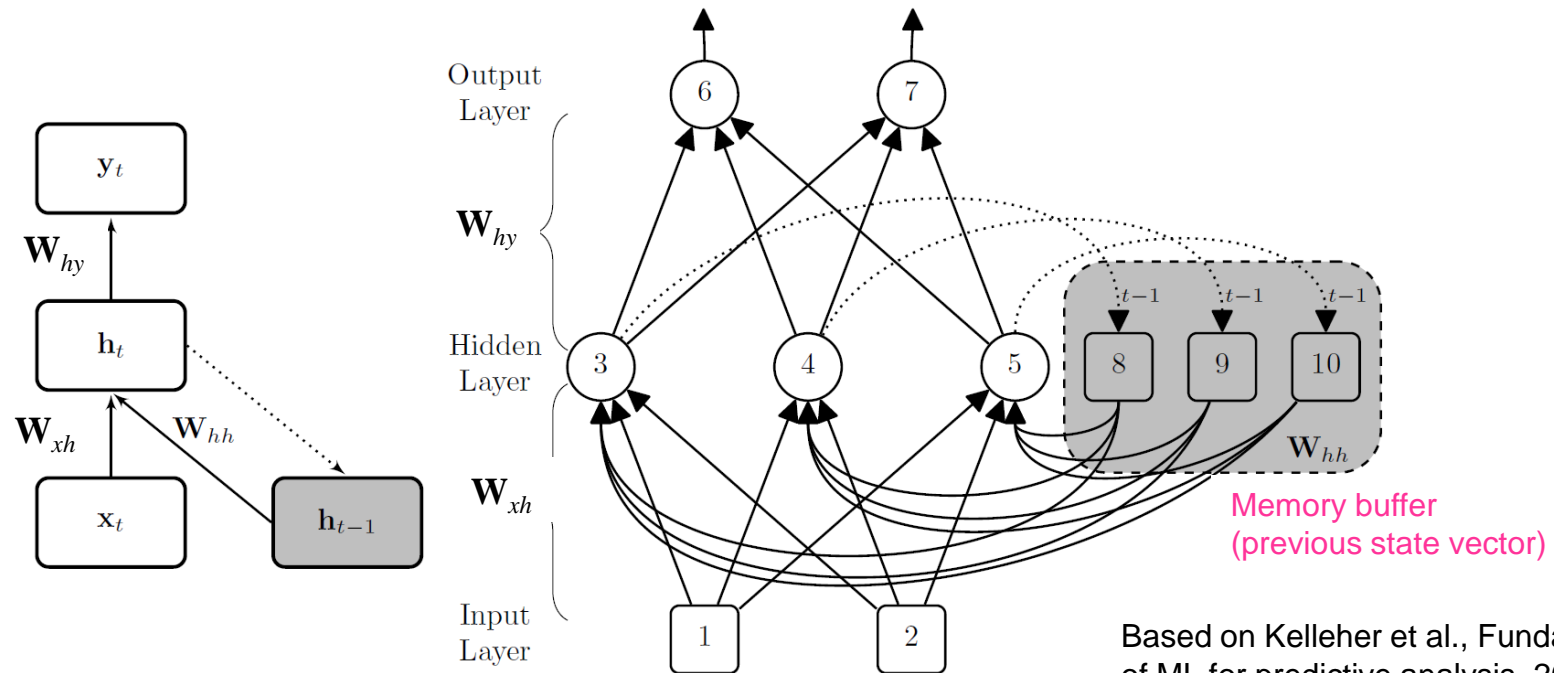 y_t
W_hy
h_t
W_xh
W_hh
x_t
h_{t−1}
Output
Layer
6
7
W_hy
Hidden
Layer
3
4
5
t−1
t−1
t−1
8
9
10
W_hh
W_xh
Memory buffer
(previous state vector)
Input
Layer
1
2
Based on Kelleher et al., Funda
of ML for predictive analysis,